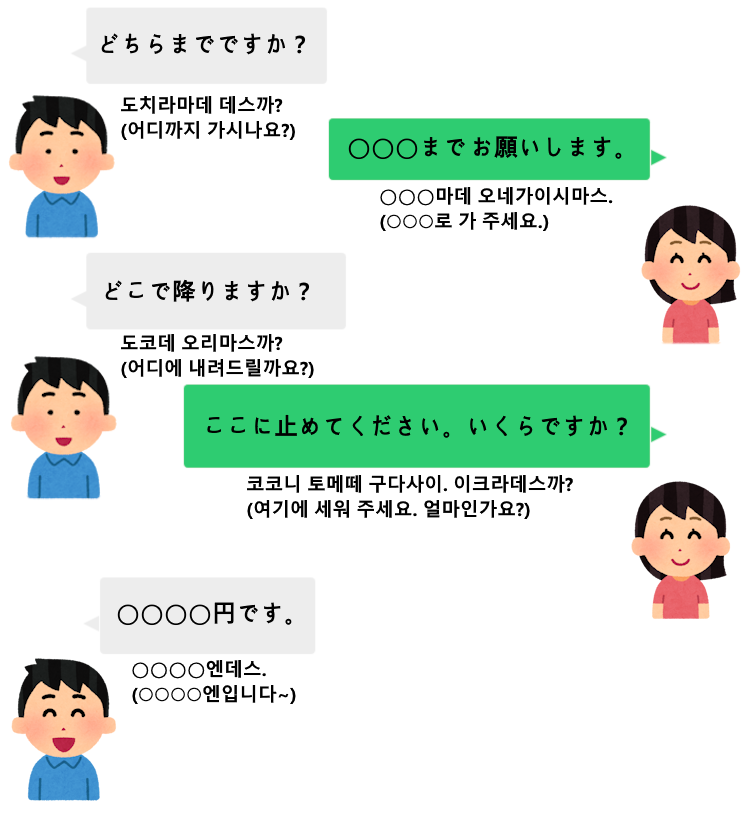 どちらまでですか？
도치라마데 데스까?
(어디까지 가시나요?)
○○○までお願いします。
○○○마데 오네가이시마스.
(○○○로 가 주세요.)
どこで降りますか？
도코데 오리마스까?
(어디에 내려드릴까요?)
ここに止めてください。いくらですか？
코코니 토메떼 구다사이. 이크라데스까?
(여기에 세워 주세요. 얼마인가요?)
○○○○円です。
○○○○엔데스.
(○○○○엔입니다~)